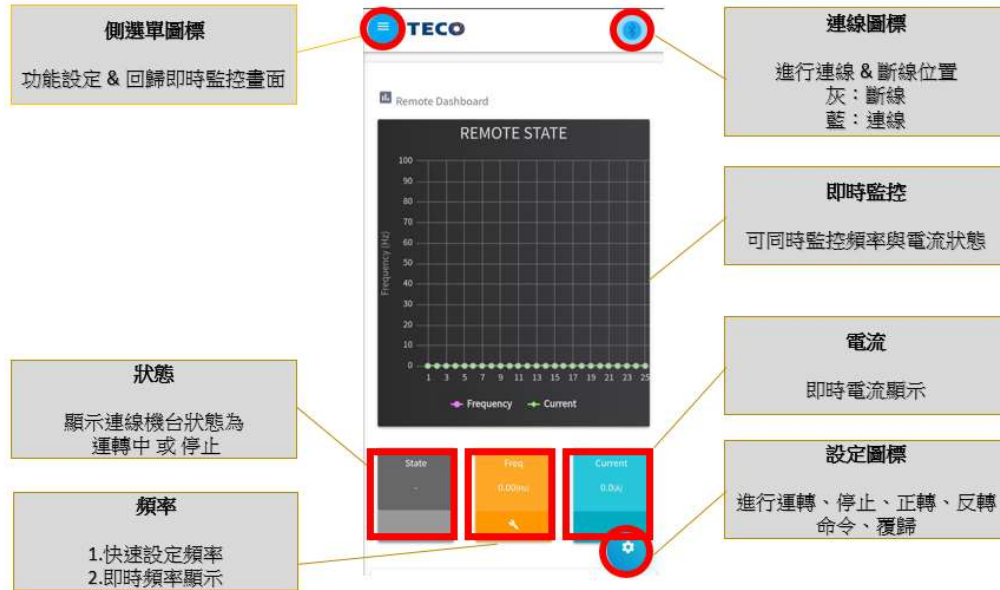 側選單圖標
功能設定 & 回歸即時監控畫面
TECO
連線圖標
進行連線 & 斷線位置
灰：斷線
藍：連線
Remote Dashboard
REMOTE STATE
Frequency (Hz)
100
90
80
70
60
50
40
30
20
10
0
1 3 5 7 9 11 13 15 17 19 21 23 25
Frequency Current
即時監控
可同時監控頻率與電流狀態
電流
即時電流顯示
狀態
顯示連線機台狀態為
運轉中 或 停止
State
-
Freq
0.00(Hz)
Current
0.0(A)
設定圖標
進行運轉、停止、正轉、反轉
命令、覆歸
頻率
1.快速設定頻率
2.即時頻率顯示